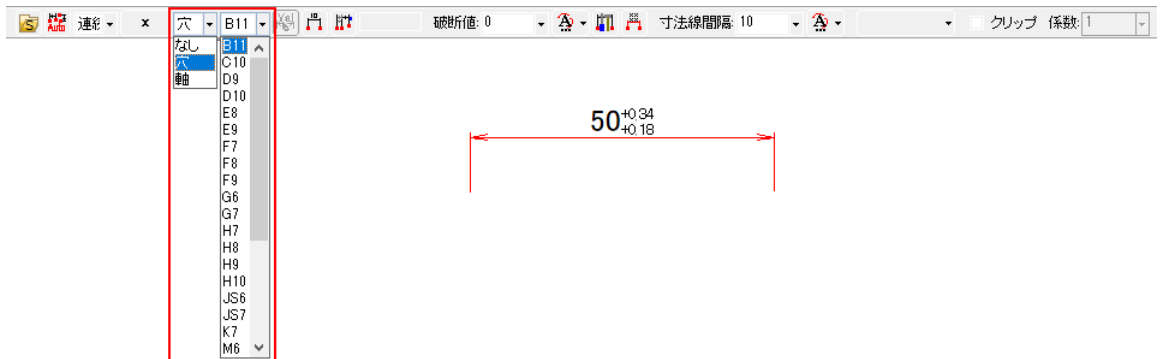 連続 × 穴 B11 破断値: 0 寸法線間隔: 10 クリップ 係数: 1
なし
穴
軸
B11
C10
D9
D10
E8
E9
F7
F8
F9
G6
G7
H7
H8
H9
H10
JS6
JS7
K7
M6
50 +0.34
+0.18